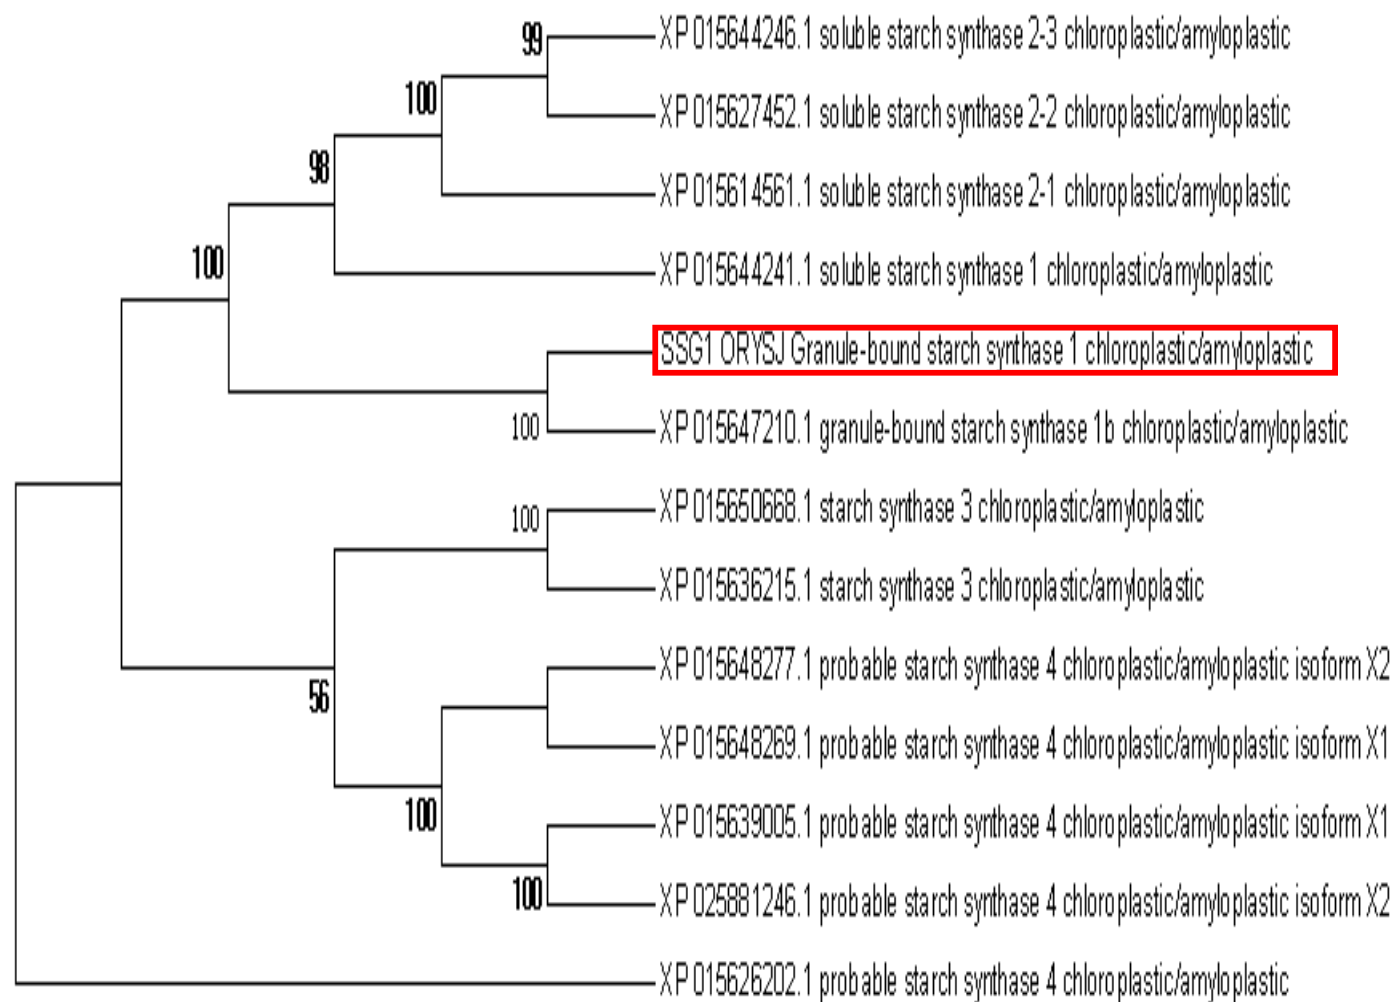 99
XP 015644246.1 soluble starch synthase 2-3 chloroplastic/amyloplastic
100
XP 015627452.1 soluble starch synthase 2-2 chloroplastic/amyloplastic
98
XP 015614561.1 soluble starch synthase 2-1 chloroplastic/amyloplastic
100
XP 015644241.1 soluble starch synthase 1 chloroplastic/amyloplastic
SSG1 ORYSJ Granule-bound starch synthase 1 chloroplastic/amyloplastic
100
XP 015647210.1 granule-bound starch synthase 1b chloroplastic/amyloplastic
100
XP 015650668.1 starch synthase 3 chloroplastic/amyloplastic
XP 015636215.1 starch synthase 3 chloroplastic/amyloplastic
XP 015648277.1 probable starch synthase 4 chloroplastic/amyloplastic isoform X2
56
XP 015648269.1 probable starch synthase 4 chloroplastic/amyloplastic isoform X1
100
XP 015639005.1 probable starch synthase 4 chloroplastic/amyloplastic isoform X1
100
XP 025881246.1 probable starch synthase 4 chloroplastic/amyloplastic isoform X2
XP 015626202.1 probable starch synthase 4 chloroplastic/amyloplastic